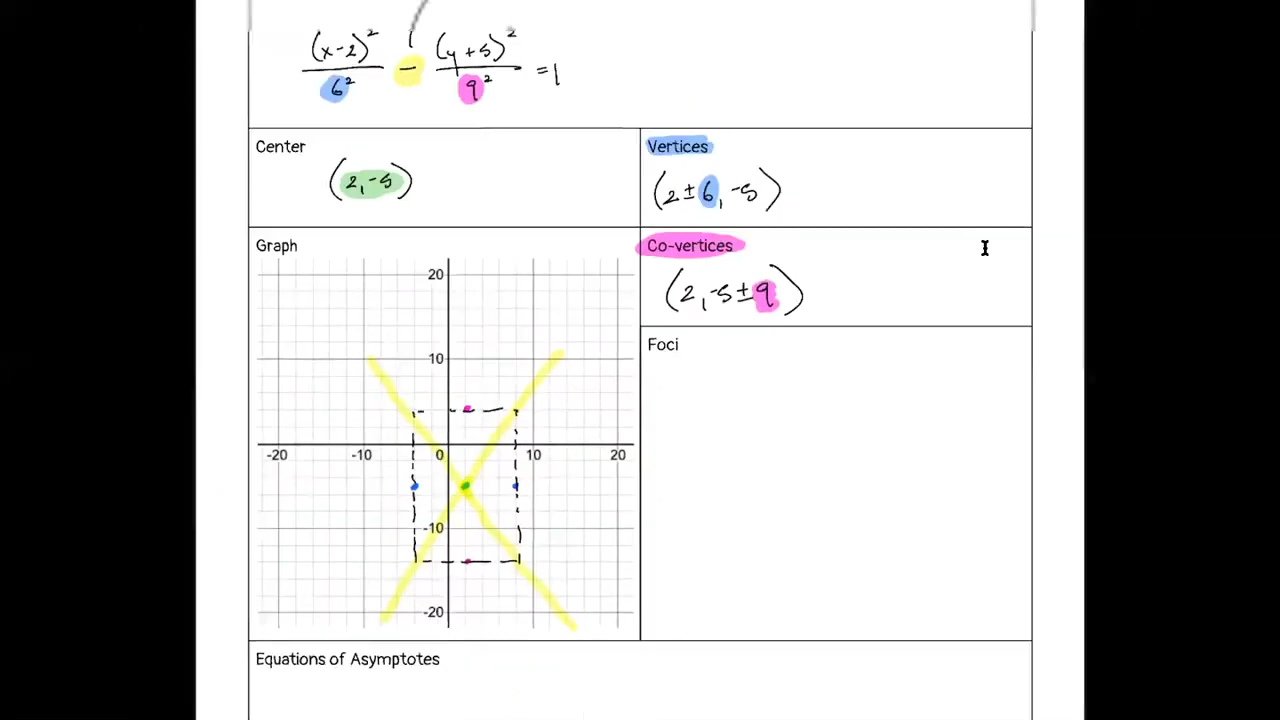 (x-2)² / 6² - (y+5)² / 9² = 1
Center
(2, -5)
Vertices
(2 ± 6, -5)
Co-vertices
(2, -5 ± 9)
Graph
20
10
-20 -10 0 10 20
-10
-20
Foci
Equations of Asymptotes